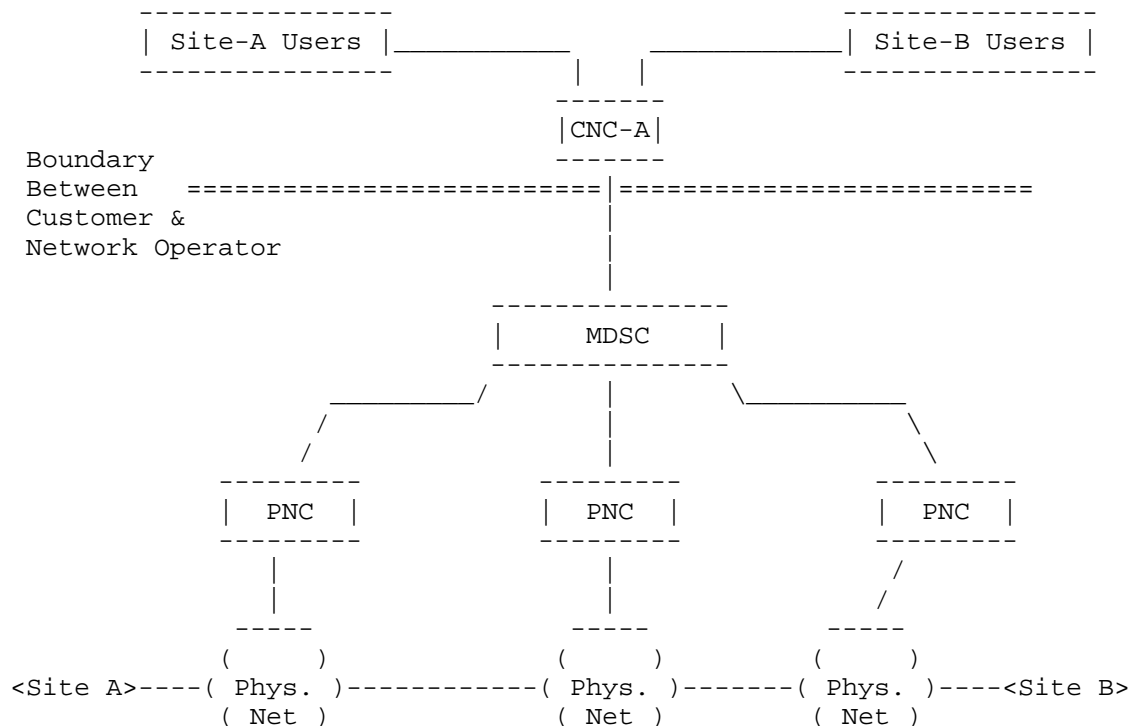 Site-A Users Site-B Users
CNC-A
Boundary
Between
Customer &
Network Operator
MDSC
PNC PNC PNC
<Site A> Phys. Phys. Phys. <Site B>
Net Net Net